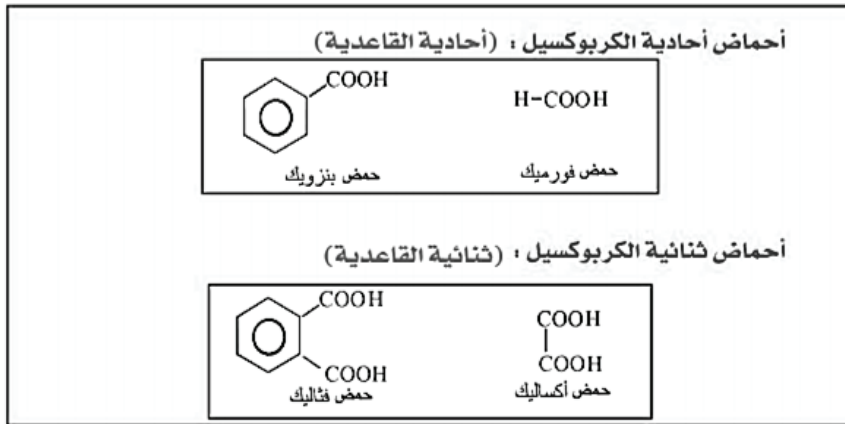 أحماض أحادية الكربوكسيل : (أحادية القاعدية)
COOH
H-COOH
حمض فورميك
حمض بنزويك
أحماض ثنائية الكربوكسيل : (ثنائية القاعدية)
COOH
COOH
COOH
COOH
حمض أكساليك
حمض فثاليك